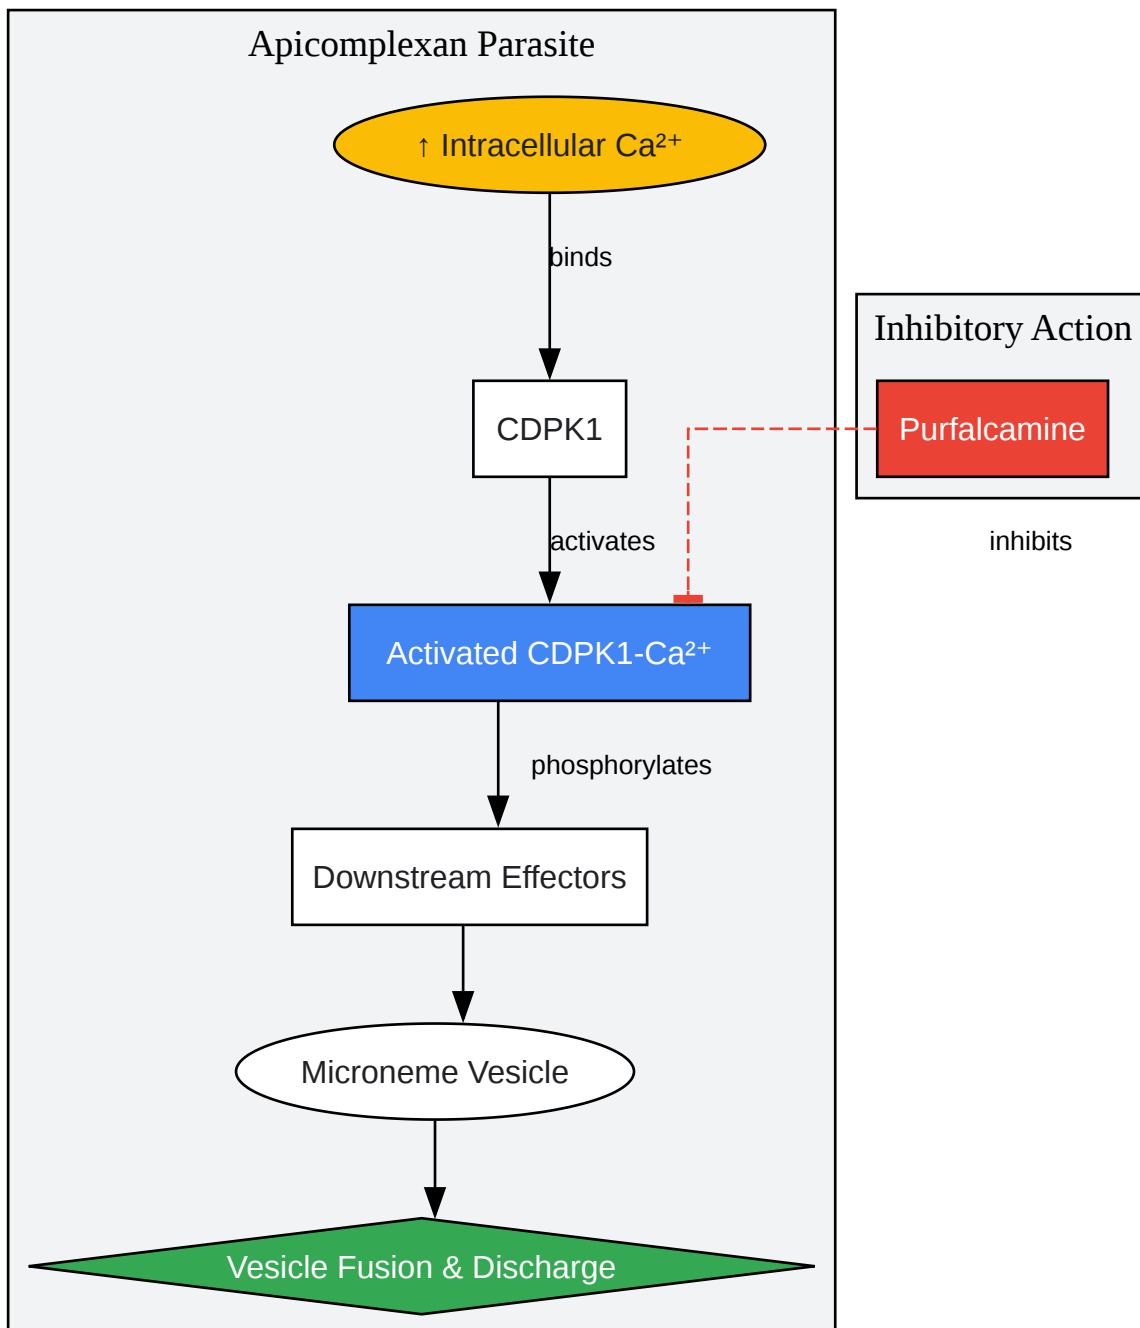 Apicomplexan Parasite
↑ Intracellular Ca²⁺
binds
Inhibitory Action
CDPK1
Purfalcamine
activates
inhibits
Activated CDPK1-Ca²⁺
phosphorylates
Downstream Effectors
Microneme Vesicle
Vesicle Fusion & Discharge